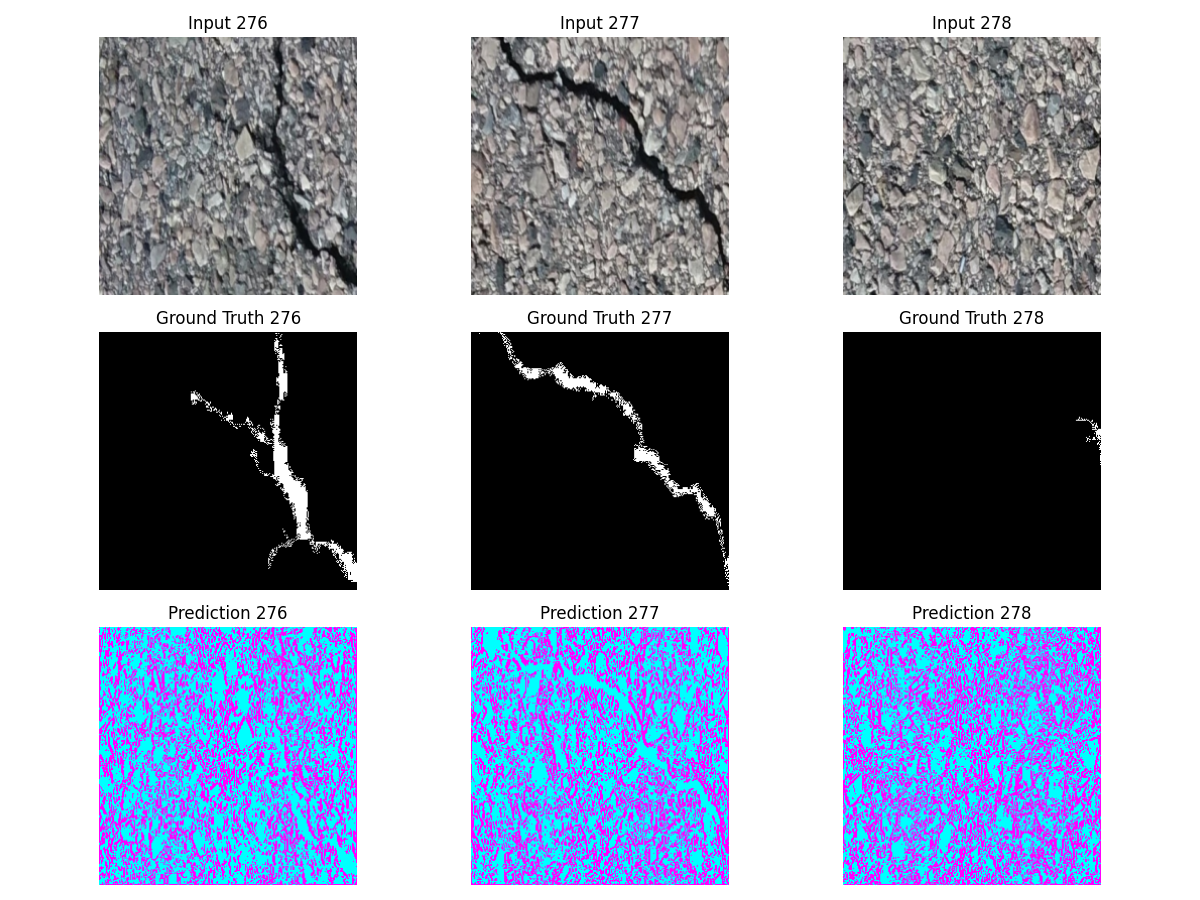 Input 276
Input 277
Input 278
Ground Truth 276
Ground Truth 277
Ground Truth 278
Prediction 276
Prediction 277
Prediction 278